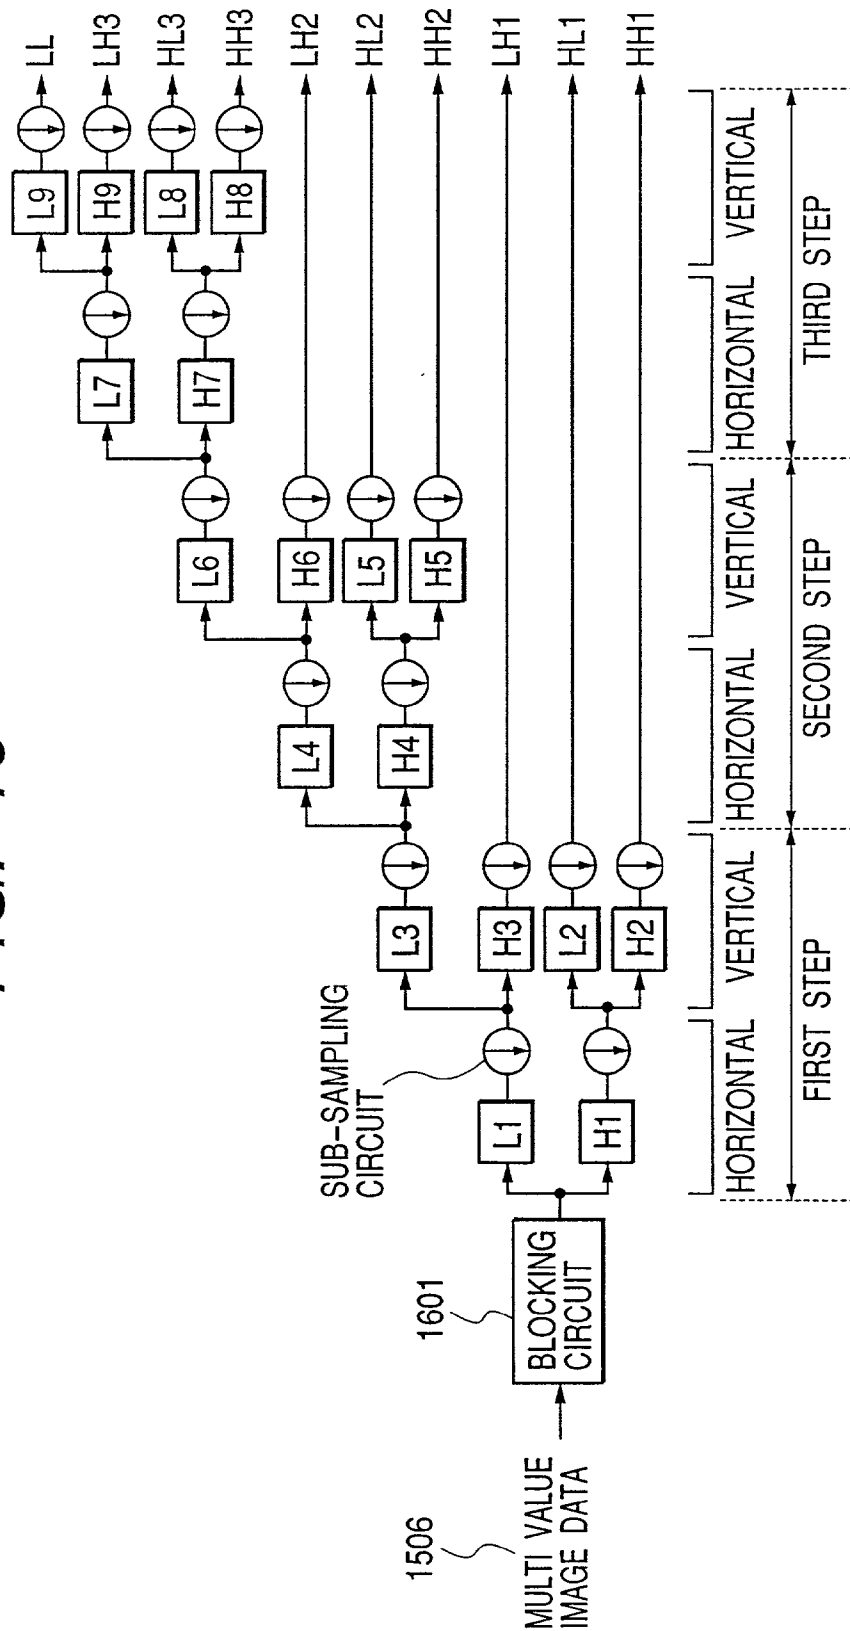 LL
LH3
HL3
HH3
LH2
HL2
HH2
LH1
HL1
HH1
L9
H9
L8
H8
L7
H7
L6
H6
L5
H5
L4
H4
L3
H3
L2
H2
L1
H1
SUB-SAMPLING
CIRCUIT
1601
BLOCKING
CIRCUIT
1506
MULTI VALUE
IMAGE DATA
HORIZONTAL
VERTICAL
HORIZONTAL
VERTICAL
HORIZONTAL
VERTICAL
FIRST STEP
SECOND STEP
THIRD STEP